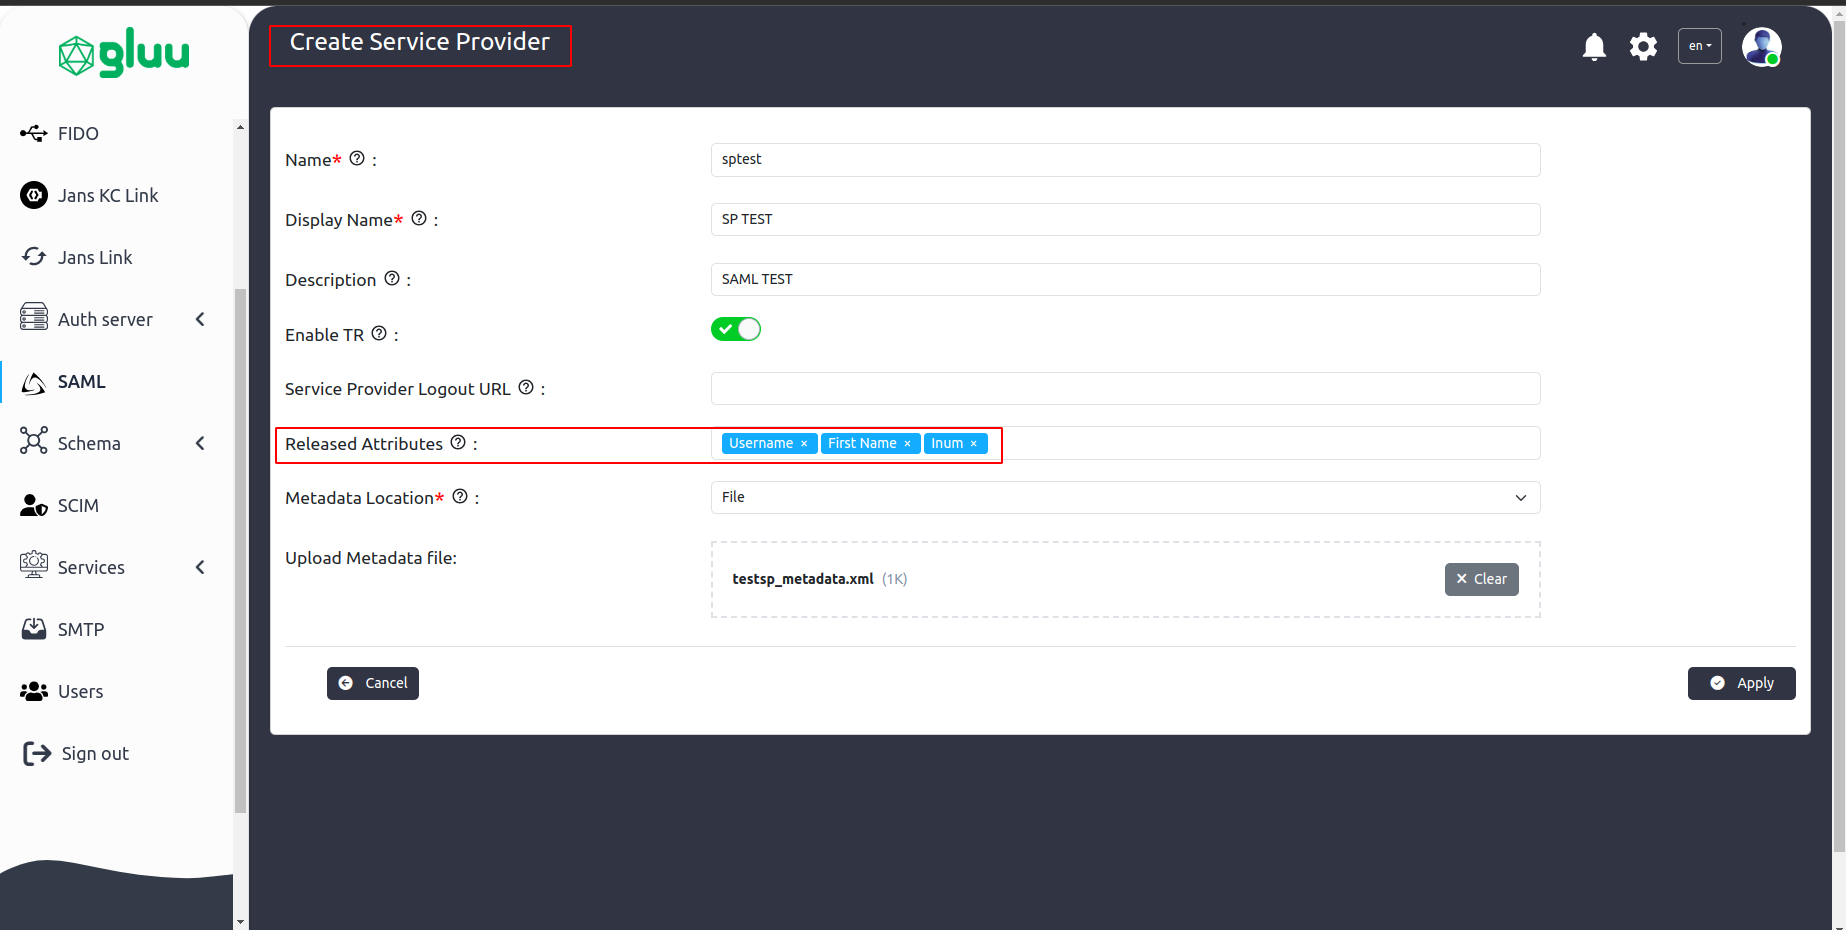 gluu
Create Service Provider
en
FIDO
Jans KC Link
Jans Link
Auth server
SAML
Schema
SCIM
Services
SMTP
Users
Sign out
Name* :
sptest
Display Name* :
SP TEST
Description :
SAML TEST
Enable TR :
Service Provider Logout URL :
Released Attributes :
Username × First Name × Inum ×
Metadata Location* :
File
Upload Metadata file:
testsp_metadata.xml (1K)
Clear
Cancel
Apply